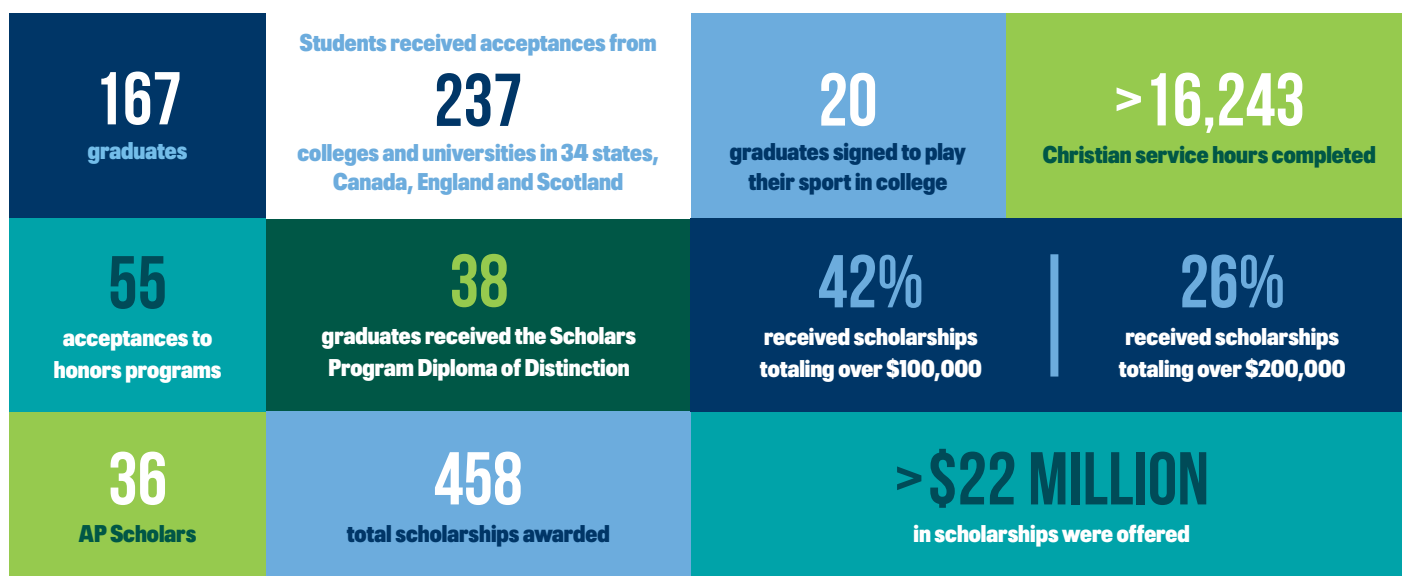 167
graduates
Students received acceptances from
237
colleges and universities in 34 states,
Canada, England and Scotland
20
graduates signed to play
their sport in college
>16,243
Christian service hours completed
55
acceptances to
honors programs
38
graduates received the Scholars
Program Diploma of Distinction
42%
received scholarships
totaling over $100,000
26%
received scholarships
totaling over $200,000
36
AP Scholars
458
total scholarships awarded
>$22 MILLION
in scholarships were offered